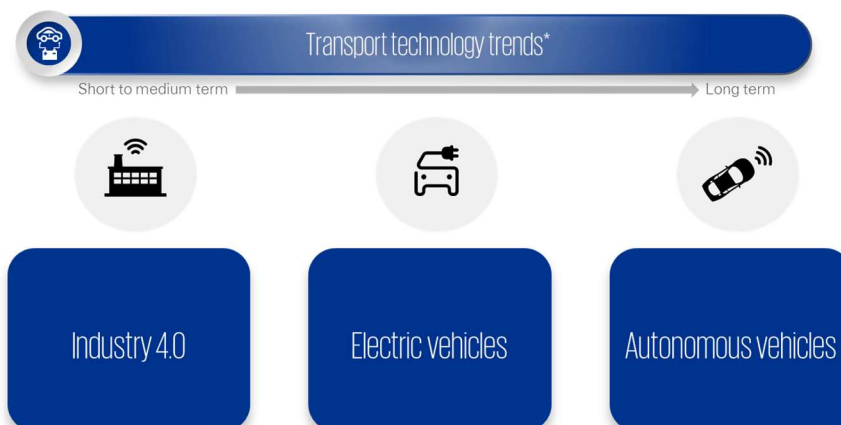 Transport technology trends*
Short to medium term
Long term
Industry 4.0
Electric vehicles
Autonomous vehicles